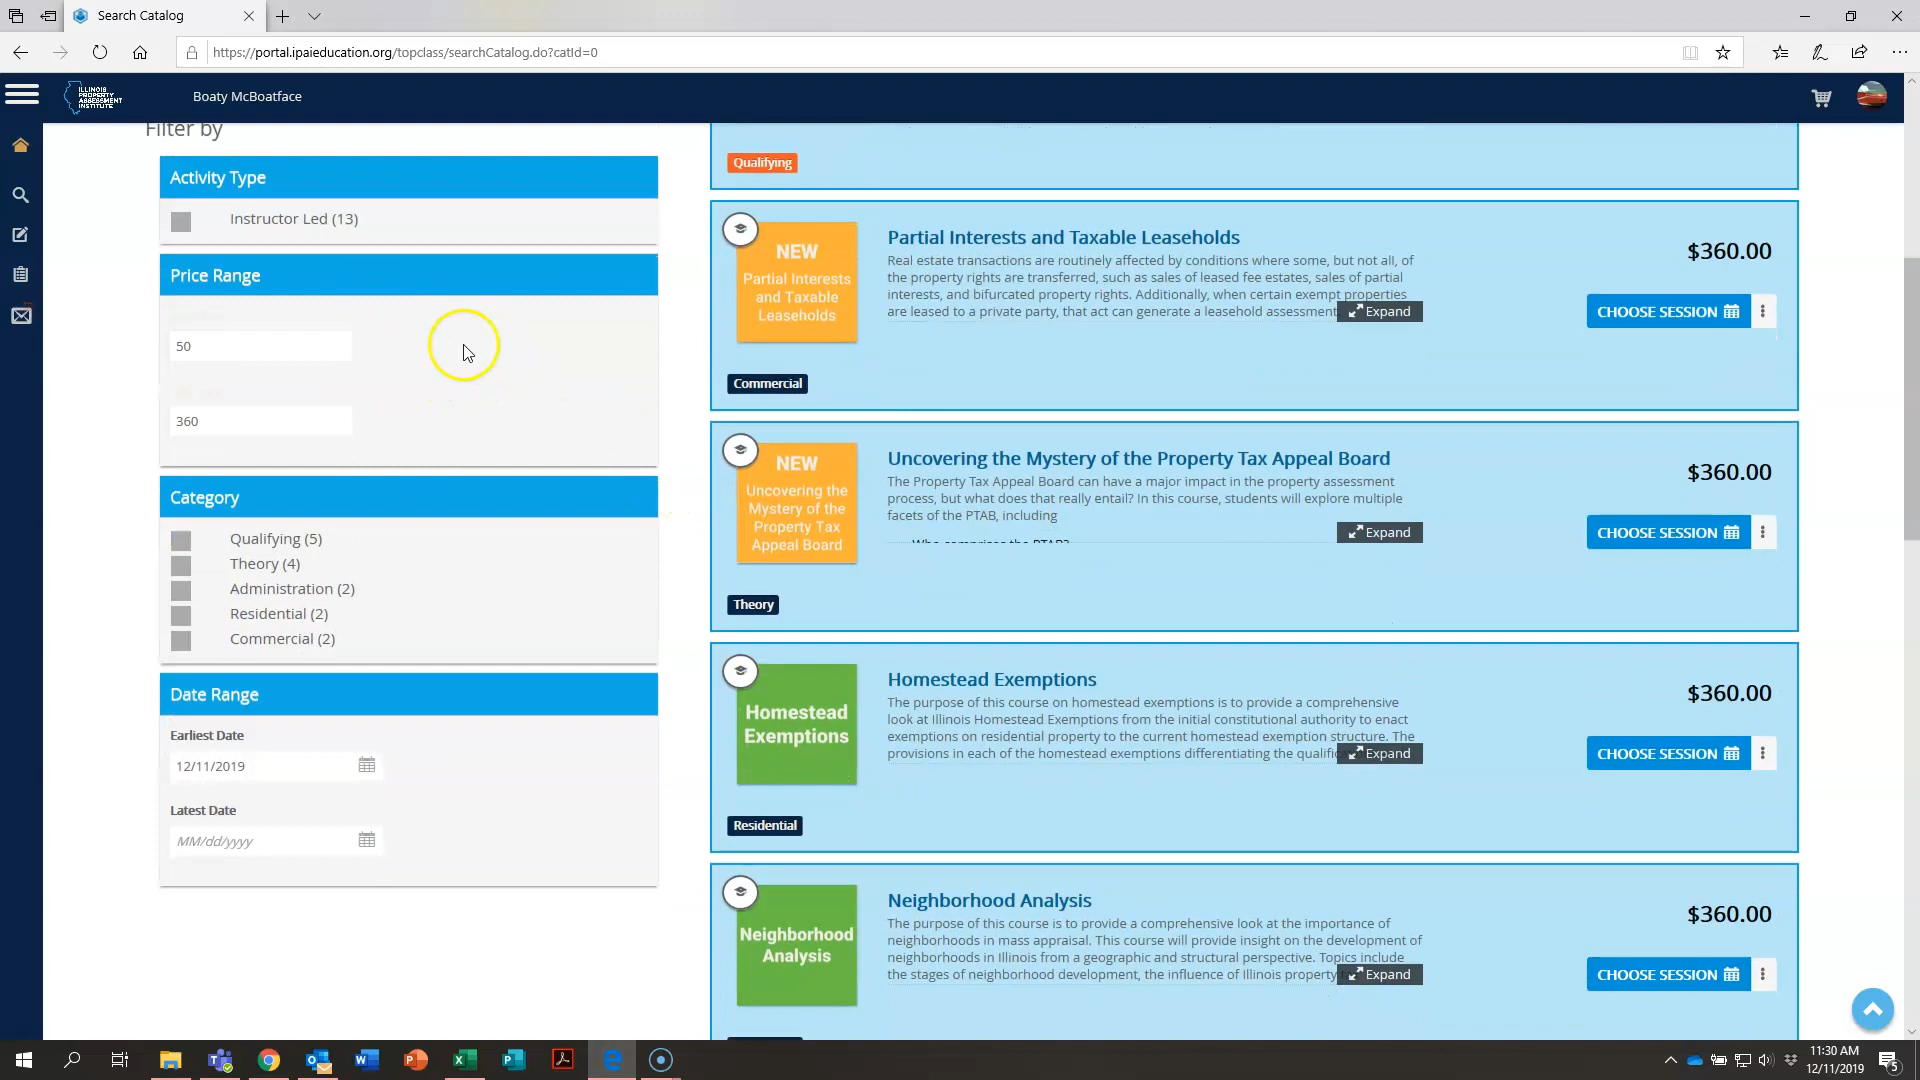 Search Catalog
https://portal.ipaieducation.org/topclass/searchCatalog.do?catId=0
ILLINOIS
PROPERTY
ASSESSMENT
INSTITUTE
Boaty McBoatface
Filter by
Activity Type
Instructor Led (13)
Price Range
50
360
Category
Qualifying (5)
Theory (4)
Administration (2)
Residential (2)
Commercial (2)
Date Range
Earliest Date
12/11/2019
Latest Date
MM/dd/yyyy
Qualifying
NEW
Partial Interests
and Taxable
Leaseholds
Partial Interests and Taxable Leaseholds
Real estate transactions are routinely affected by conditions where some, but not all, of
the property rights are transferred, such as sales of leased fee estates, sales of partial
interests, and bifurcated property rights. Additionally, when certain exempt properties
are leased to a private party, that act can generate a leasehold assessment.
Expand
$360.00
CHOOSE SESSION
Commercial
NEW
Uncovering the
Mystery of the
Property Tax
Appeal Board
Uncovering the Mystery of the Property Tax Appeal Board
The Property Tax Appeal Board can have a major impact in the property assessment
process, but what does that really entail? In this course, students will explore multiple
facets of the PTAB, including
Who comprises the PTAB?
Expand
$360.00
CHOOSE SESSION
Theory
Homestead
Exemptions
Homestead Exemptions
The purpose of this course on homestead exemptions is to provide a comprehensive
look at Illinois Homestead Exemptions from the initial constitutional authority to enact
exemptions on residential property to the current homestead exemption structure. The
provisions in each of the homestead exemptions differentiating the
Expand
$360.00
CHOOSE SESSION
Residential
Neighborhood
Analysis
Neighborhood Analysis
The purpose of this course is to provide a comprehensive look at the importance of
neighborhoods in mass appraisal. This course will provide insight on the development of
neighborhoods in Illinois from a geographic and structural perspective. Topics include
the stages of neighborhood development, the influence of Illinois property
Expand
$360.00
CHOOSE SESSION
11:30 AM
12/11/2019
5